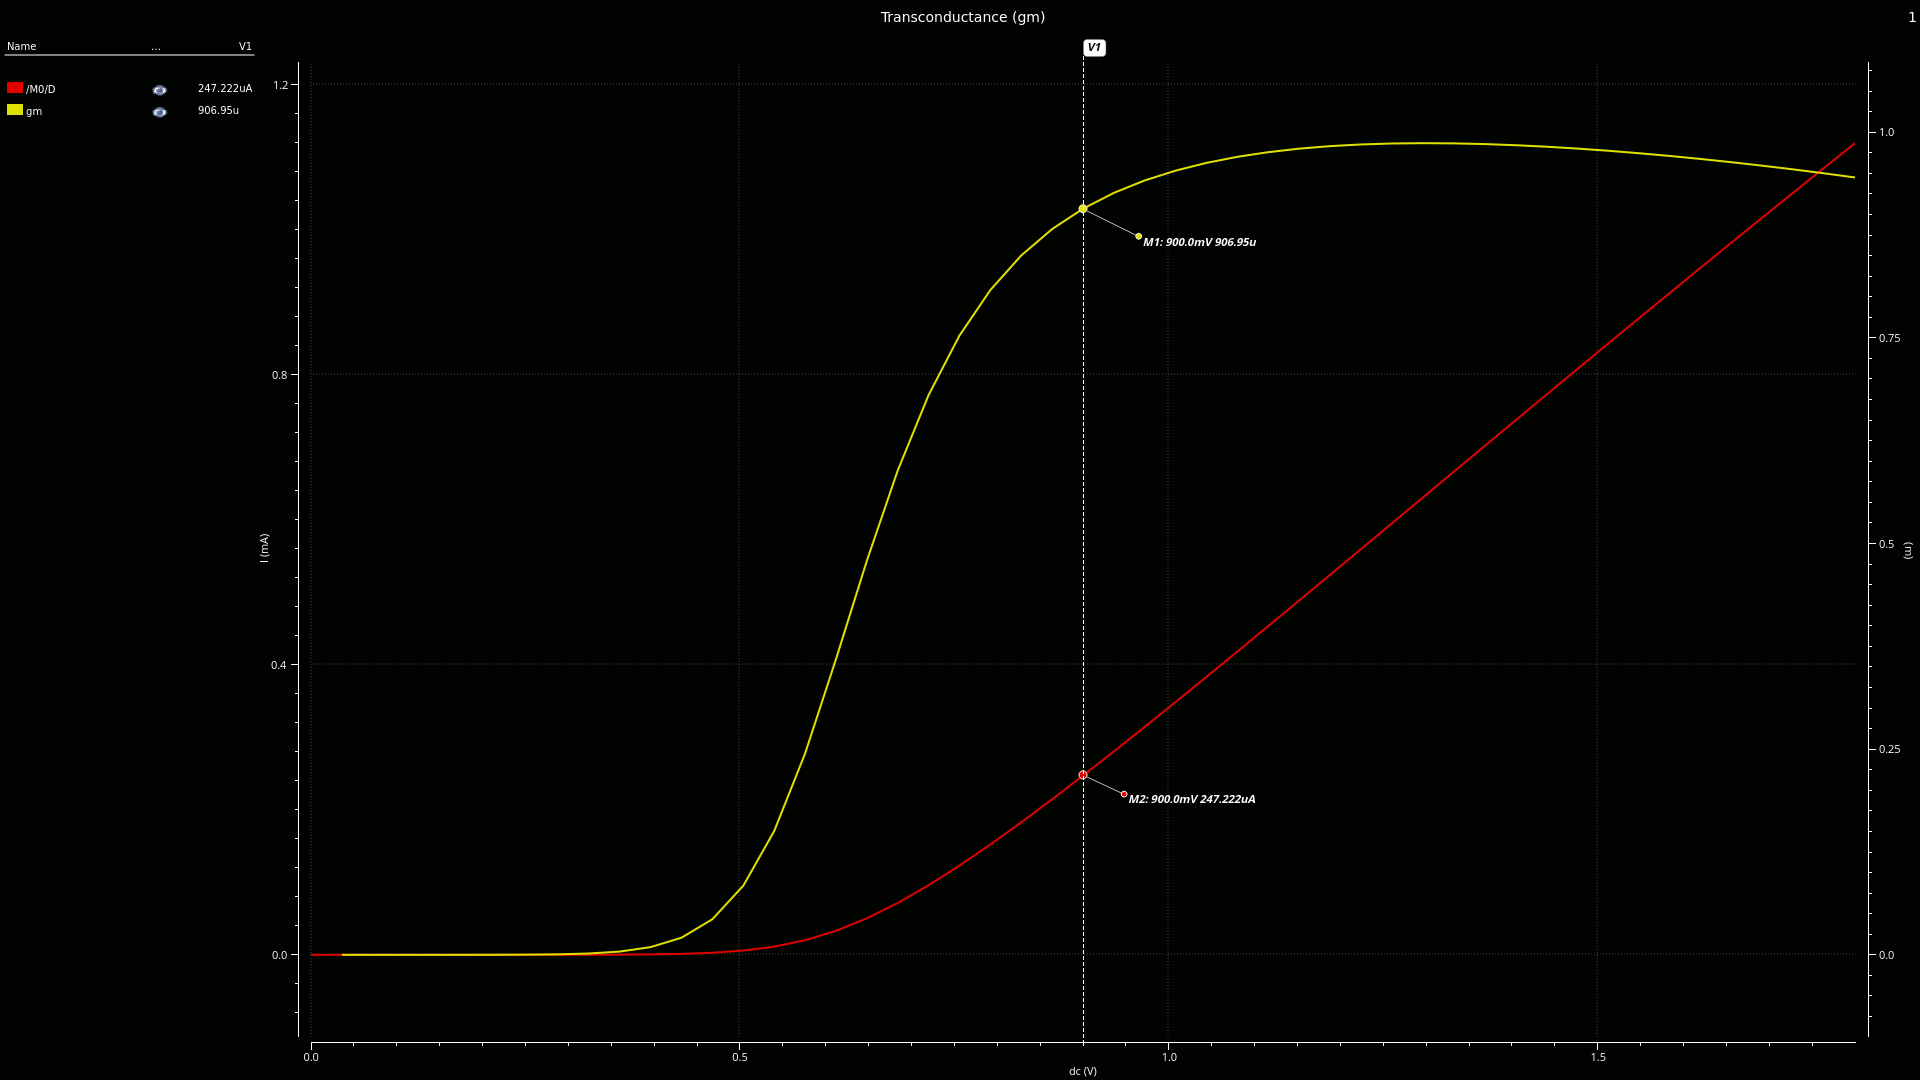 Transconductance (gm)
1
Name ... V1
/M0/D 247.222uA
gm 906.95u
V1
1.2
0.8
0.4
0.0
I (mA)
M1: 900.0mV 906.95u
M2: 900.0mV 247.222uA
1.0
0.75
0.5
0.25
0.0
(m)
0.0 0.5 1.0 1.5
dc (V)